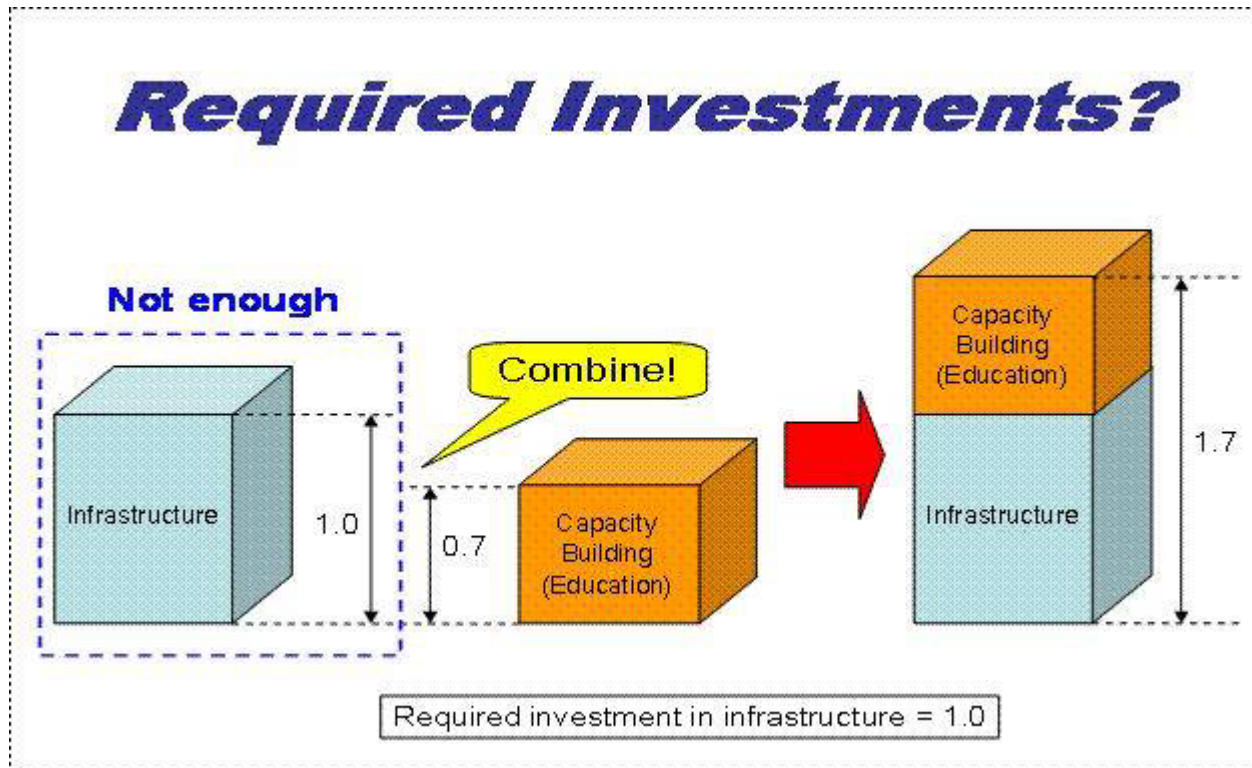 Required Investments?
Not enough
Combine!
Infrastructure
1.0
0.7
Capacity
Building
(Education)
Capacity
Building
(Education)
Infrastructure
1.7
Required investment in infrastructure = 1.0